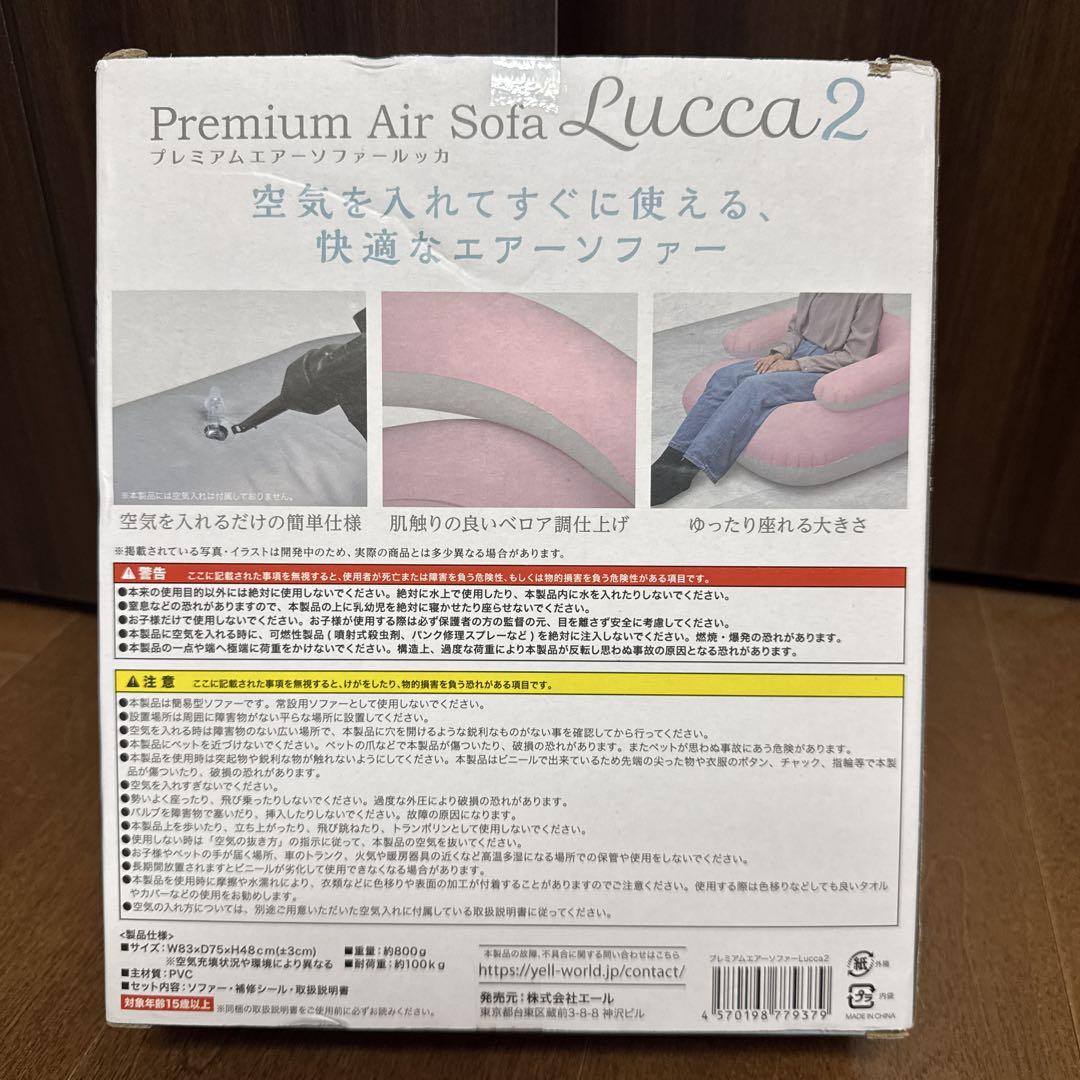 Premium Air Sofa Lucca2
プレミアムエアーソファールッカ
空気を入れてすぐに使える、
快適なエアーソファー
※本製品には空気入れは付属しておりません。
空気を入れるだけの簡単仕様
肌触りの良いベロア調仕上げ
ゆったり座れる大きさ
※掲載されている写真・イラストは開発中のため、実際の商品とは多少異なる場合があります。
警告 ここに記載された事項を無視すると、使用者が死亡または障害を負う危険性、もしくは物的損害を負う危険性がある項目です。
●本来の使用目的以外には絶対に使用しないでください。絶対に水上で使用したり、本製品内に水を入れたりしないでください。
●窒息などの恐れがありますので、本製品の上に乳幼児を絶対に寝かせたり座らせないでください。
●お子様だけで使用しないでください。お子様が使用する際は必ず保護者の方の監督の元、目を離さず安全に考慮してください。
●本製品に空気を入れる時に、可燃性製品(噴射式殺虫剤、パンク修理スプレーなど)を絶対に注入しないでください。燃焼・爆発の恐れがあります。
●本製品の一点や端へ極端に荷重をかけないでください。構造上、過度な荷重により本製品が反転し思わぬ事故の原因となる恐れがあります。
注意 ここに記載された事項を無視すると、けがをしたり、物的損害を負う恐れがある項目です。
●本製品は簡易型ソファーです。常設用ソファーとして使用しないでください。
●設置場所は周囲に障害物がない平らな場所に設置してください。
●空気を入れる時は障害物のない広い場所で、本製品に穴を開けるような鋭利なものがない事を確認してから行ってください。
●本製品にペットを近づけないでください。ペットの爪などで本製品が傷ついたり、破損の恐れがあります。またペットが思わぬ事故にあう危険があります。
●本製品を使用時は突起物や鋭利な物が触れないようにしてください。本製品はビニールで出来ているため先端の尖った物や衣服のボタン、チャック、指輪等で本製
品が傷ついたり、破損の恐れがあります。
●空気を入れすぎないでください。
●勢いよく座ったり、飛び乗ったりしないでください。過度な外圧により破損の恐れがあります。
●バルブを障害物で塞いだり、挿入したりしないでください。故障の原因になります。
●本製品上を歩いたり、立ち上がったり、飛び跳ねたり、トランポリンとして使用しないでください。
●使用しない時は「空気の抜き方」の指示に従って、本製品の空気を抜いてください。
●お子様やペットの手が届く場所、車のトランク、火気や暖房器具の近くなど高温多湿になる場所での保管や使用をしないでください。
●長期間放置されますとビニールが劣化して使用できなくなる場合があります。
●本製品を使用時に摩擦や水濡れにより、衣類などに色移りや表面の加工が付着することがありますのでご注意ください。使用する際は色移りなどしても良いタオル
やカバーなどの使用をお勧めします。
●空気の入れ方については、別途ご用意いただいた空気入れに付属している取扱説明書に従ってください。
<製品仕様>
■サイズ:W83×D75×H48cm(±3cm) ■重量:約800g
※空気充填状況や環境により異なる ■耐荷重:約100kg
■主材質:PVC
■セット内容:ソファー・補修シール・取扱説明書
対象年齢15歳以上 ※同梱の取扱説明書をご使用前に必ずお読みください。
本製品の故障、不具合に関する問い合わせはこちら
https://yell-world.jp/contact/
発売元:株式会社エール
東京都台東区蔵前3-8-8 神沢ビル
プレミアムエアーソファーLucca2
4 570198 779379
紙 外箱
プラ 内袋
MADE IN CHINA